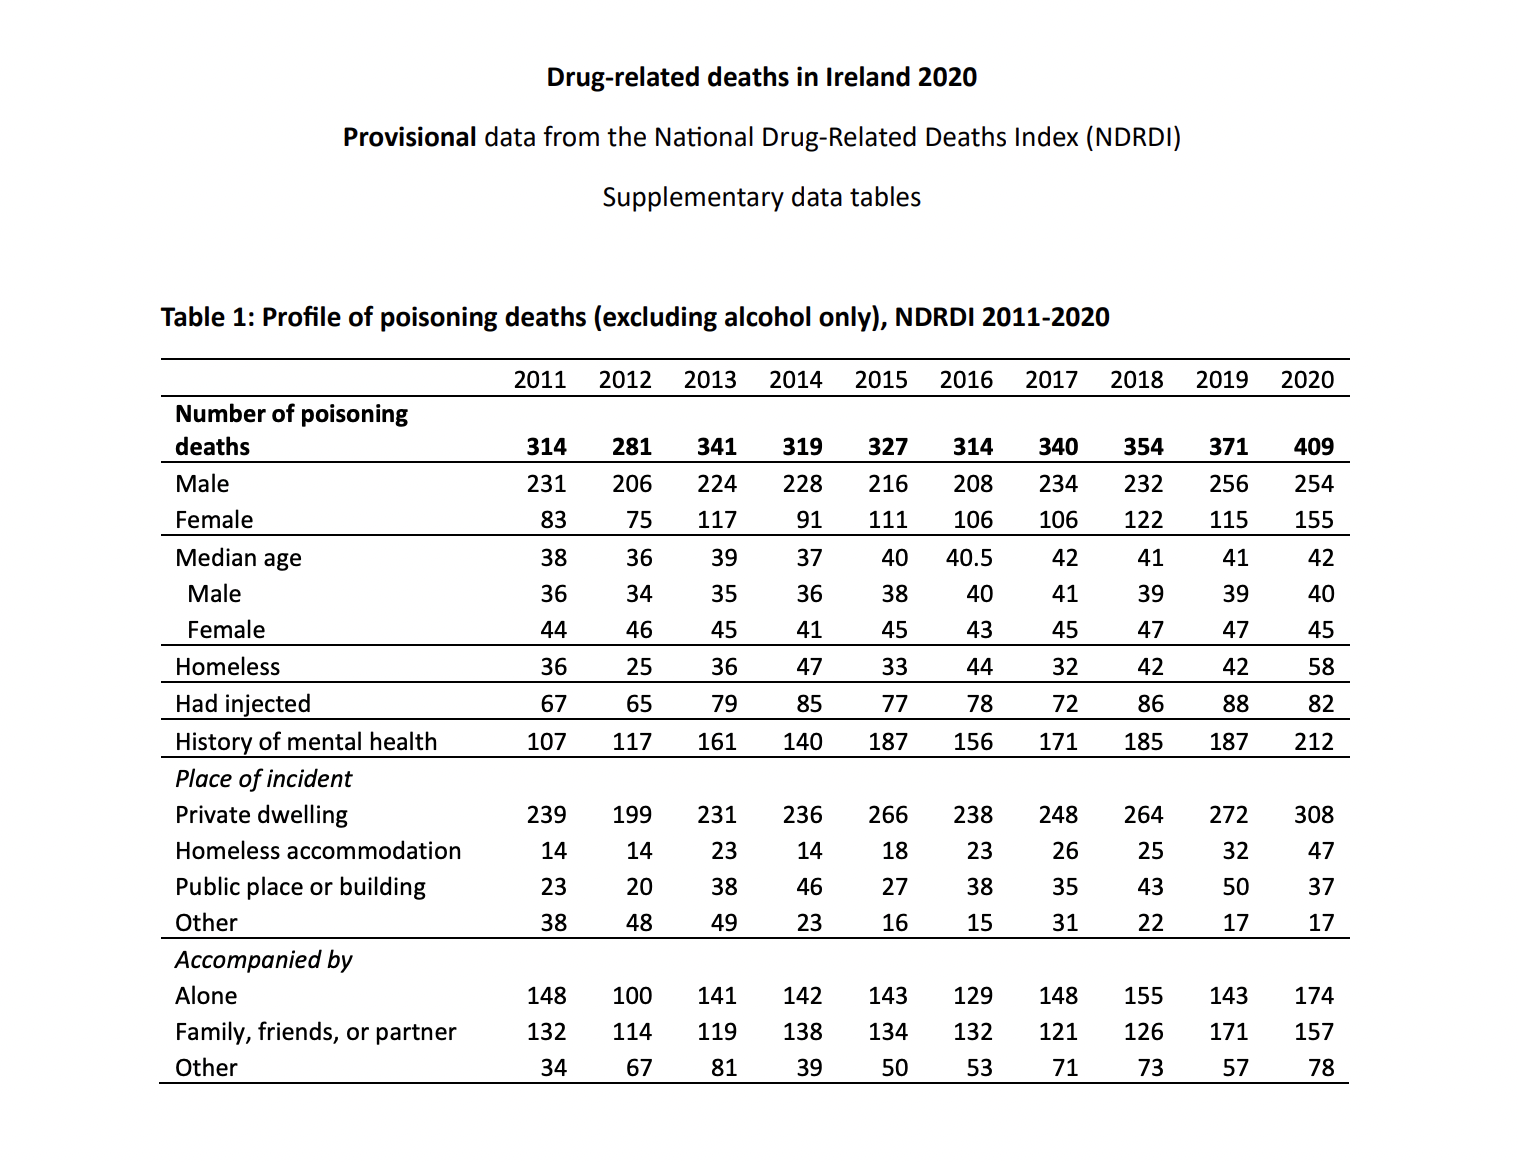 Drug-related deaths in Ireland 2020
Provisional data from the National Drug-Related Deaths Index (NDRDI)
Supplementary data tables
Table 1: Profile of poisoning deaths (excluding alcohol only), NDRDI 2011-2020
2011 2012 2013 2014 2015 2016 2017 2018 2019 2020
Number of poisoning
deaths 314 281 341 319 327 314 340 354 371 409
Male 231 206 224 228 216 208 234 232 256 254
Female 83 75 117 91 111 106 106 122 115 155
Median age 38 36 39 37 40 40.5 42 41 41 42
Male 36 34 35 36 38 40 41 39 39 40
Female 44 46 45 41 45 43 45 47 47 45
Homeless 36 25 36 47 33 44 32 42 42 58
Had injected 67 65 79 85 77 78 72 86 88 82
History of mental health 107 117 161 140 187 156 171 185 187 212
Place of incident
Private dwelling 239 199 231 236 266 238 248 264 272 308
Homeless accommodation 14 14 23 14 18 23 26 25 32 47
Public place or building 23 20 38 46 27 38 35 43 50 37
Other 38 48 49 23 16 15 31 22 17 17
Accompanied by
Alone 148 100 141 142 143 129 148 155 143 174
Family, friends, or partner 132 114 119 138 134 132 121 126 171 157
Other 34 67 81 39 50 53 71 73 57 78